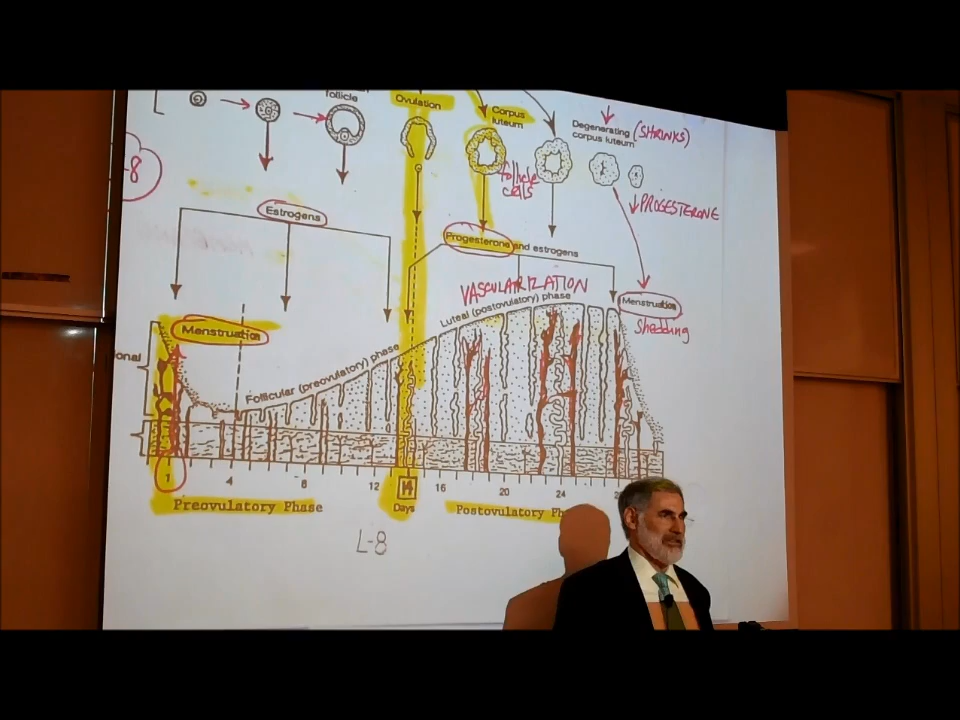 follicle
Ovulation
Corpus
luteum
Degenerating
corpus luteum
(SHRINKS)
-8
follicle
cells
↓PROGESTERONE
Estrogens
Progesterone and estrogens
VASCULARIZATION
Luteal (postovulatory) phase
Menstruation
Shedding
Menstruation
Follicular (preovulatory) phase
onal
1 4 8 12 14 16 20 24
Days
Preovulatory Phase
Postovulatory Ph
L-8